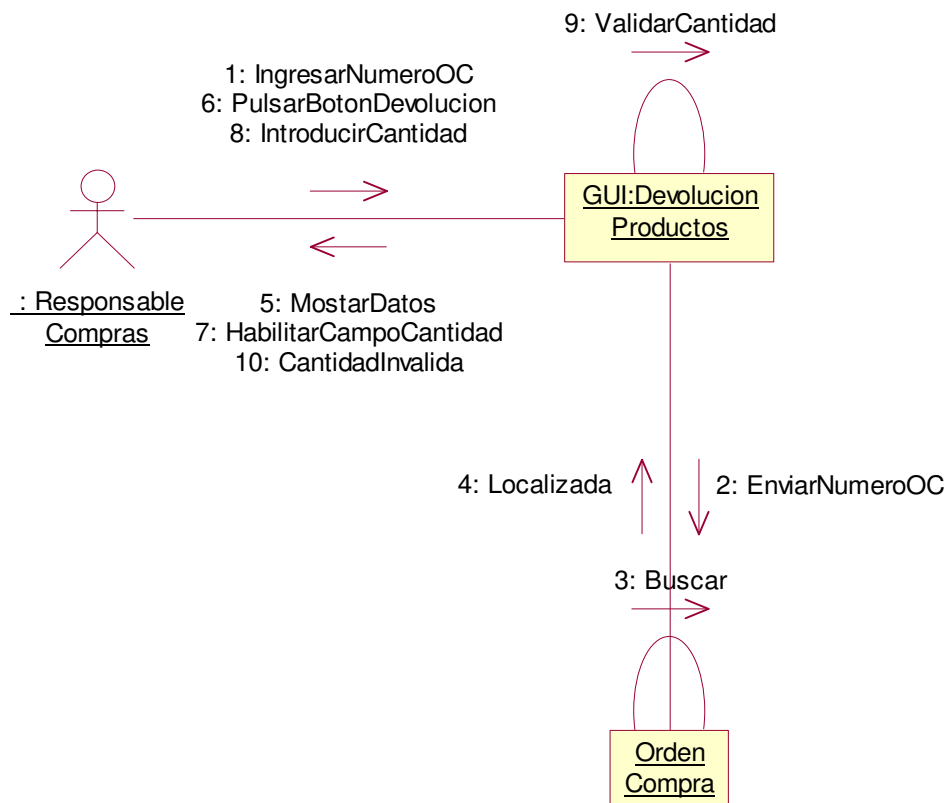 9: ValidarCantidad
1: IngresarNumeroOC
6: PulsarBotonDevolucion
8: IntroducirCantidad
GUI:Devolucion
Productos
: Responsable
Compras
5: MostarDatos
7: HabilitarCampoCantidad
10: CantidadInvalida
4: Localizada
2: EnviarNumeroOC
3: Buscar
Orden
Compra